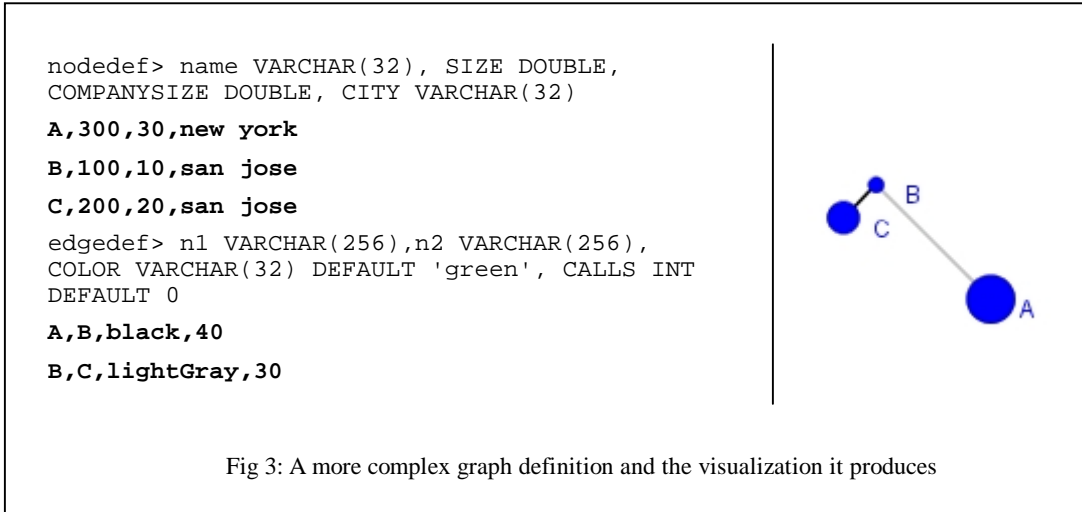 nodedef> name VARCHAR(32), SIZE DOUBLE,
COMPANYSIZE DOUBLE, CITY VARCHAR(32)
A,300,30,new york
B,100,10,san jose
C,200,20,san jose
edgedef> n1 VARCHAR(256),n2 VARCHAR(256),
COLOR VARCHAR(32) DEFAULT 'green', CALLS INT
DEFAULT 0
A,B,black,40
B,C,lightGray,30
B
C
A
Fig 3: A more complex graph definition and the visualization it produces